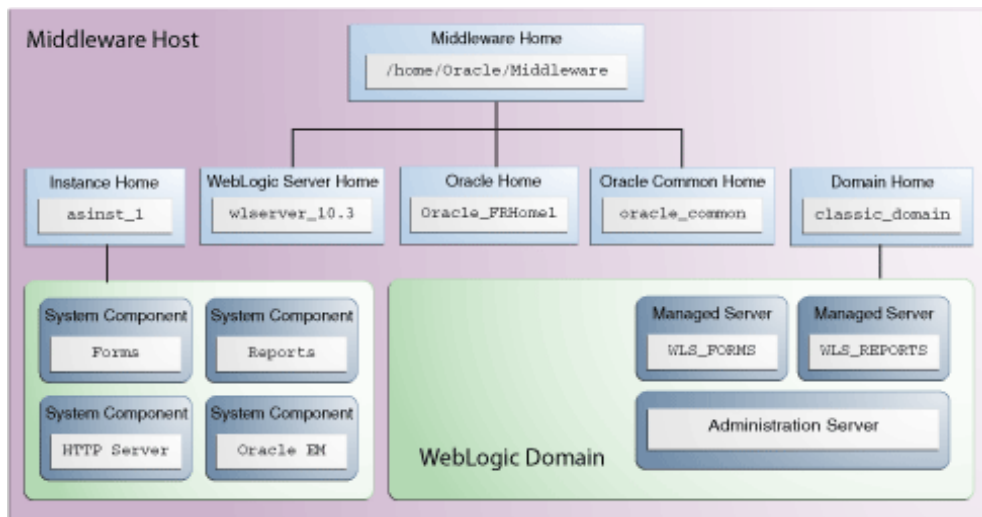 Middleware Host
Middleware Home
/home/Oracle/Middleware
Instance Home
asinst_1
WebLogic Server Home
wlserver_10.3
Oracle Home
Oracle_FRHome1
Oracle Common Home
oracle_common
Domain Home
classic_domain
System Component
Forms
System Component
Reports
System Component
HTTP Server
System Component
Oracle EM
Managed Server
WLS_FORMS
Managed Server
WLS_REPORTS
Administration Server
WebLogic Domain